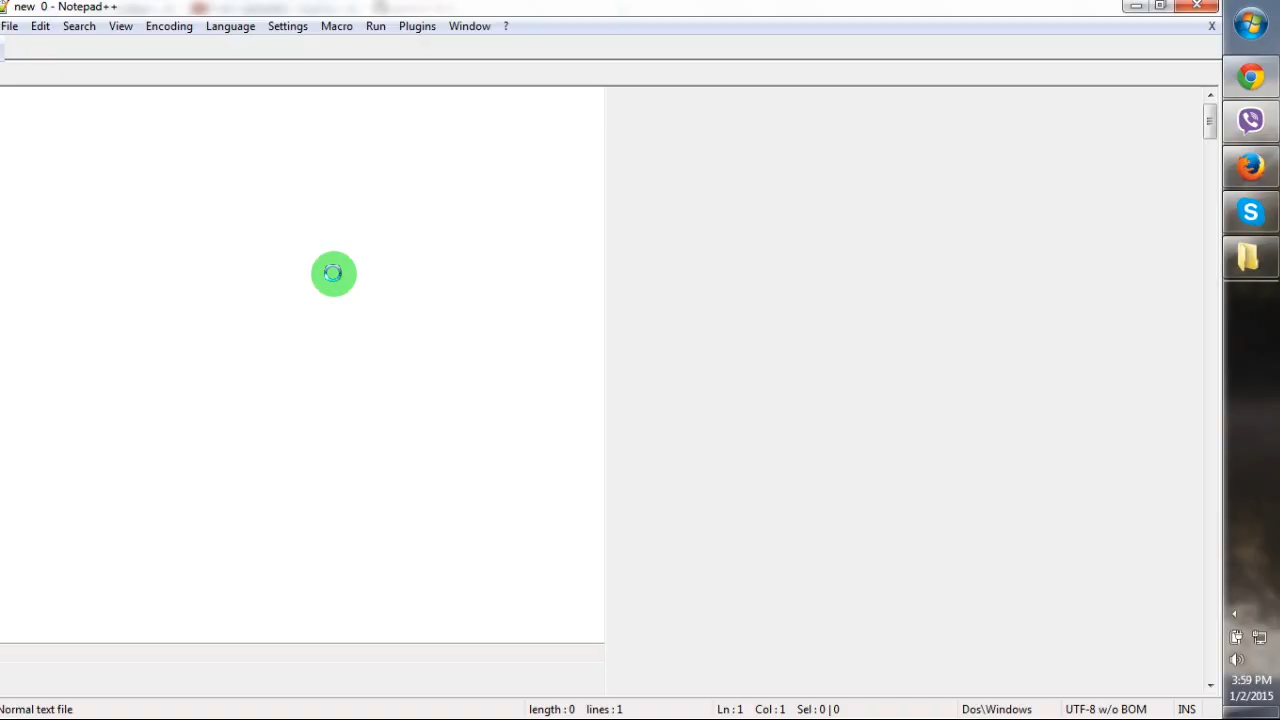 new 0 - Notepad++
File Edit Search View Encoding Language Settings Macro Run Plugins Window ? X
S
Normal text file length : 0 lines : 1 Ln : 1 Col : 1 Sel : 0 | 0 Dos\Windows UTF-8 w/o BOM INS
3:59 PM
1/2/2015